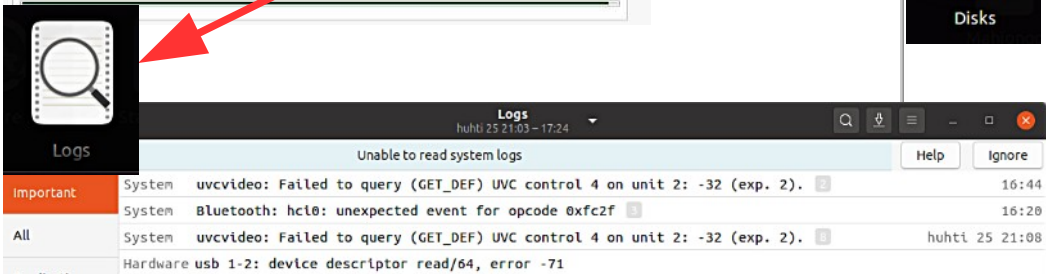 Disks
Logs
Logs
huhti 25 21:03 – 17:24
Unable to read system logs
Help
Ignore
Important
System uvcvideo: Failed to query (GET_DEF) UVC control 4 on unit 2: -32 (exp. 2). 2 16:44
System Bluetooth: hci0: unexpected event for opcode 0xfc2f 3 16:20
All
System uvcvideo: Failed to query (GET_DEF) UVC control 4 on unit 2: -32 (exp. 2). 8 huhti 25 21:08
Hardware usb 1-2: device descriptor read/64, error -71